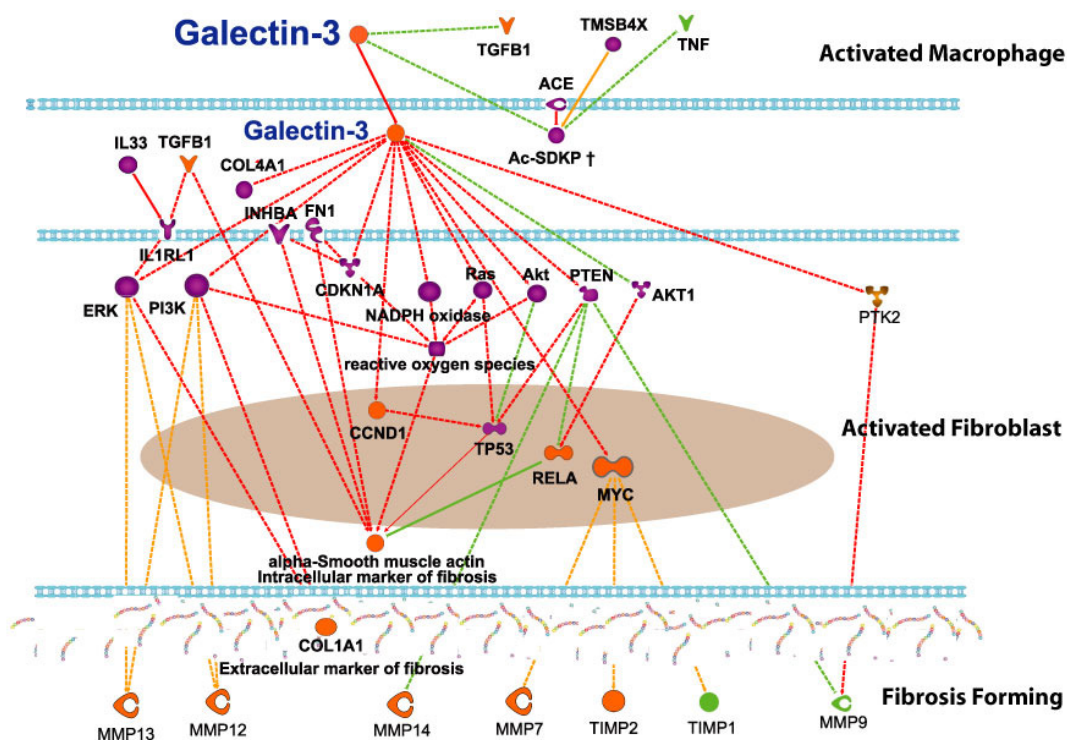 Galectin-3
TGFB1
TMSB4X
TNF
Activated Macrophage
ACE
Galectin-3
Ac-SDKP †
IL33
TGFB1
COL4A1
INHBA
FN1
IL1RL1
CDKN1A
Ras
Akt
PTEN
AKT1
ERK
PI3K
NADPH oxidase
PTK2
reactive oxygen species
CCND1
TP53
Activated Fibroblast
RELA
MYC
alpha-Smooth muscle actin
Intracellular marker of fibrosis
COL1A1
Extracellular marker of fibrosis
Fibrosis Forming
MMP13
MMP12
MMP14
MMP7
TIMP2
TIMP1
MMP9